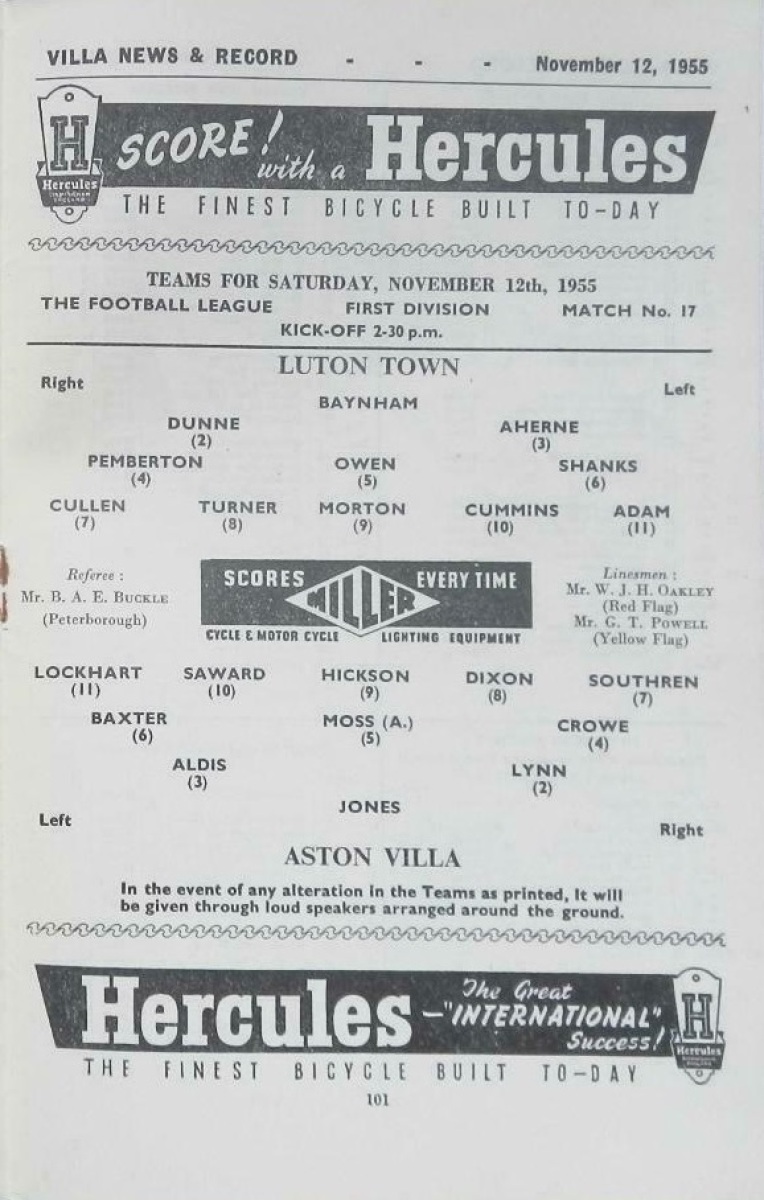 VILLA NEWS & RECORD - - - November 12, 1955
H
Hercules
SCORE! with a Hercules
THE FINEST BICYCLE BUILT TO-DAY
TEAMS FOR SATURDAY, NOVEMBER 12th, 1955
THE FOOTBALL LEAGUE FIRST DIVISION MATCH No. 17
KICK-OFF 2-30 p.m.
LUTON TOWN
Right Left
BAYNHAM
DUNNE AHERNE
(2) (3)
PEMBERTON OWEN SHANKS
(4) (5) (6)
CULLEN TURNER MORTON CUMMINS ADAM
(7) (8) (9) (10) (11)
Referee :
Mr. B. A. E. BUCKLE
(Peterborough)
SCORES MILLER EVERY TIME
CYCLE & MOTOR CYCLE LIGHTING EQUIPMENT
Linesmen :
Mr. W. J. H. OAKLEY
(Red Flag)
Mr. G. T. POWELL
(Yellow Flag)
LOCKHART SAWARD HICKSON DIXON SOUTHREN
(11) (10) (9) (8) (7)
BAXTER MOSS (A.) CROWE
(6) (5) (4)
ALDIS LYNN
(3) (2)
JONES
Left Right
ASTON VILLA
In the event of any alteration in the Teams as printed, It will
be given through loud speakers arranged around the ground.
Hercules – "The Great
"INTERNATIONAL"
Success!
H
Hercules
THE FINEST BICYCLE BUILT TO-DAY
101